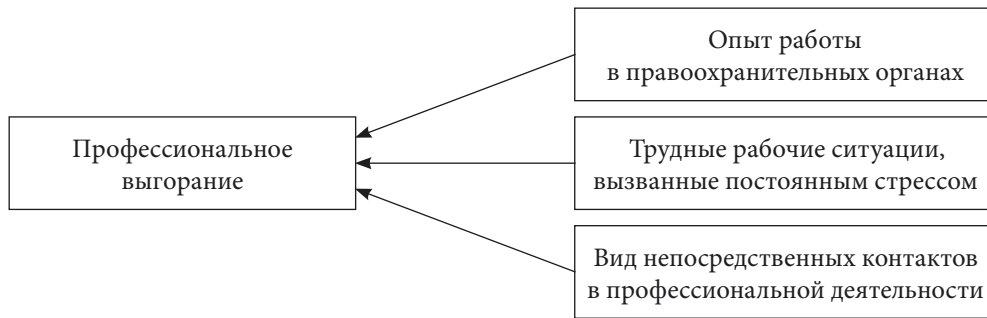 Профессиональное
выгорание
Опыт работы
в правоохранительных органах
Трудные рабочие ситуации,
вызванные постоянным стрессом
Вид непосредственных контактов
в профессиональной деятельности